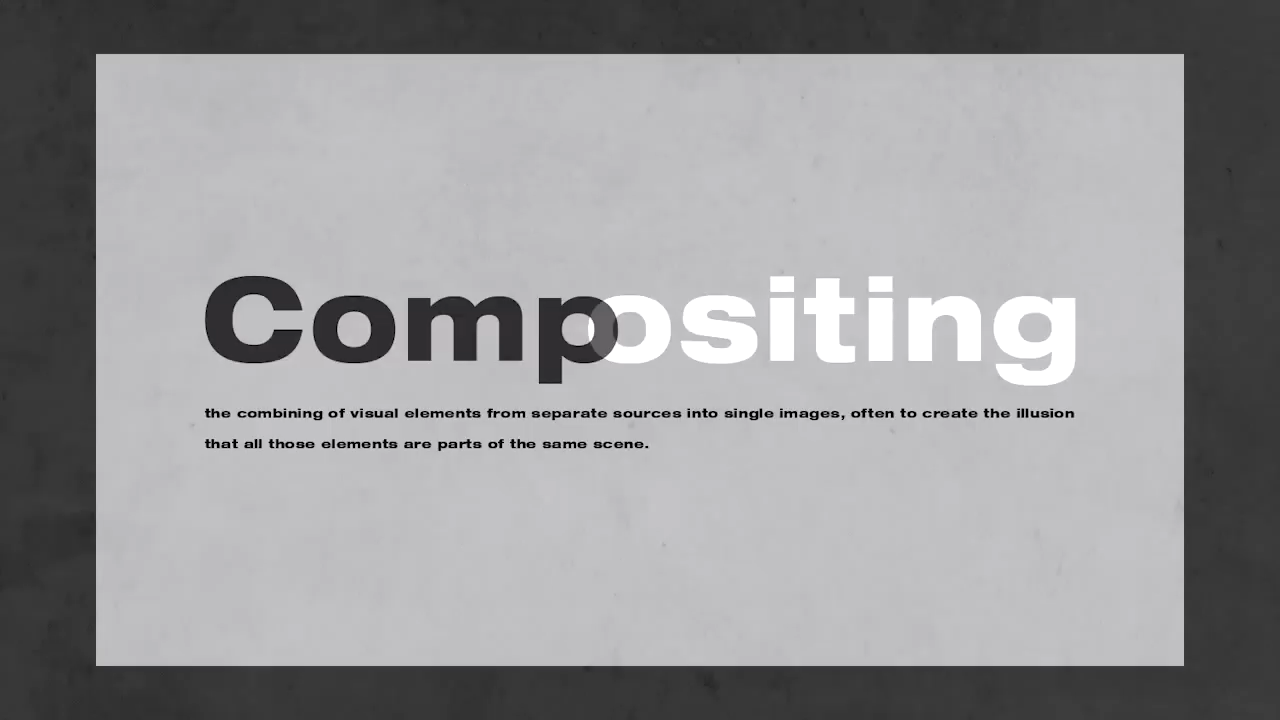 Compositing
the combining of visual elements from separate sources into single images, often to create the illusion
that all those elements are parts of the same scene.